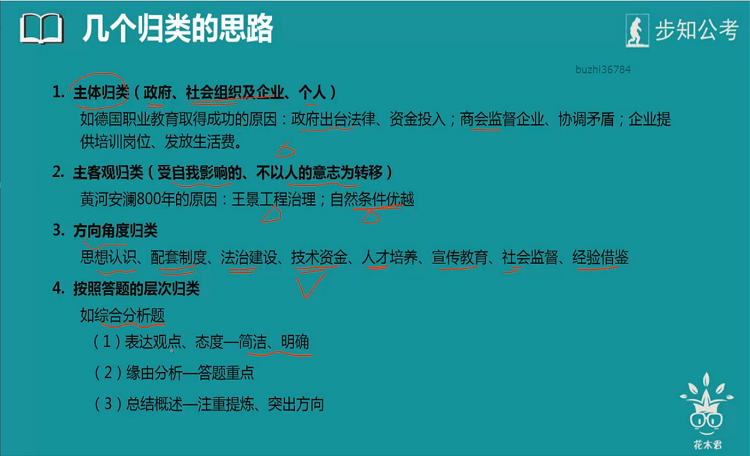 几个归类的思路
步知公考
buzhi36784
1. 主体归类（政府、社会组织及企业、个人）
如德国职业教育取得成功的原因：政府出台法律、资金投入；商会监督企业、协调矛盾；企业提
供培训岗位、发放生活费。
2. 主客观归类（受自我影响的、不以人的意志为转移）
黄河安澜800年的原因：王景工程治理；自然条件优越
3. 方向角度归类
思想认识、配套制度、法治建设、技术资金、人才培养、宣传教育、社会监督、经验借鉴
4. 按照答题的层次归类
如综合分析题
（1）表达观点、态度—简洁、明确
（2）缘由分析—答题重点
（3）总结概述—注重提炼、突出方向
花木君